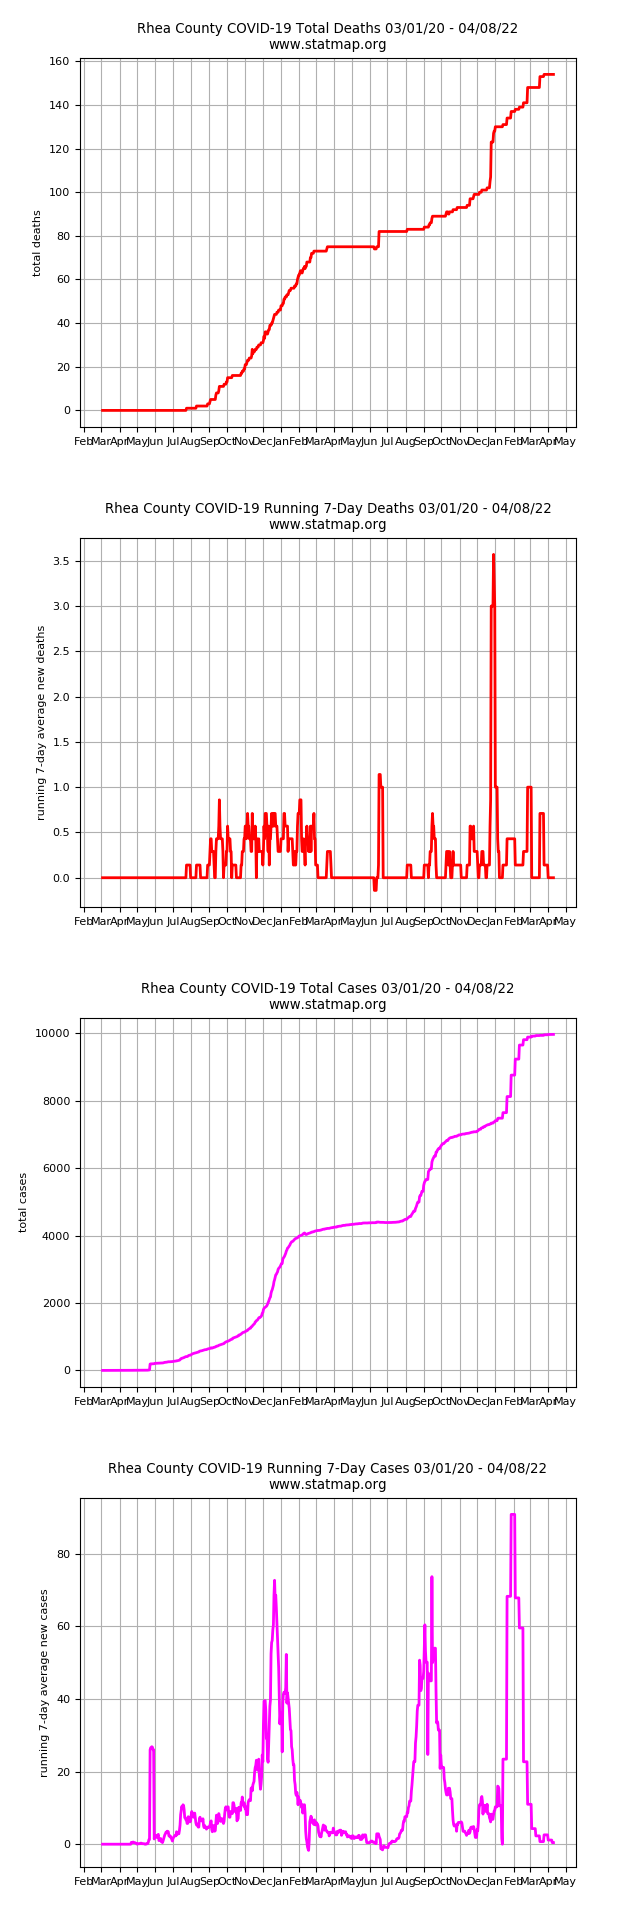 Rhea County COVID-19 Total Deaths 03/01/20 - 04/08/22
www.statmap.org
160
140
120
100
80
60
40
20
0
total deaths
Feb Mar Apr May Jun Jul Aug Sep Oct Nov Dec Jan Feb Mar Apr May Jun Jul Aug Sep Oct Nov Dec Jan Feb Mar Apr May
Rhea County COVID-19 Running 7-Day Deaths 03/01/20 - 04/08/22
www.statmap.org
3.5
3.0
2.5
2.0
1.5
1.0
0.5
0.0
running 7-day average new deaths
Feb Mar Apr May Jun Jul Aug Sep Oct Nov Dec Jan Feb Mar Apr May Jun Jul Aug Sep Oct Nov Dec Jan Feb Mar Apr May
Rhea County COVID-19 Total Cases 03/01/20 - 04/08/22
www.statmap.org
10000
8000
6000
4000
2000
0
total cases
Feb Mar Apr May Jun Jul Aug Sep Oct Nov Dec Jan Feb Mar Apr May Jun Jul Aug Sep Oct Nov Dec Jan Feb Mar Apr May
Rhea County COVID-19 Running 7-Day Cases 03/01/20 - 04/08/22
www.statmap.org
80
60
40
20
0
running 7-day average new cases
Feb Mar Apr May Jun Jul Aug Sep Oct Nov Dec Jan Feb Mar Apr May Jun Jul Aug Sep Oct Nov Dec Jan Feb Mar Apr May